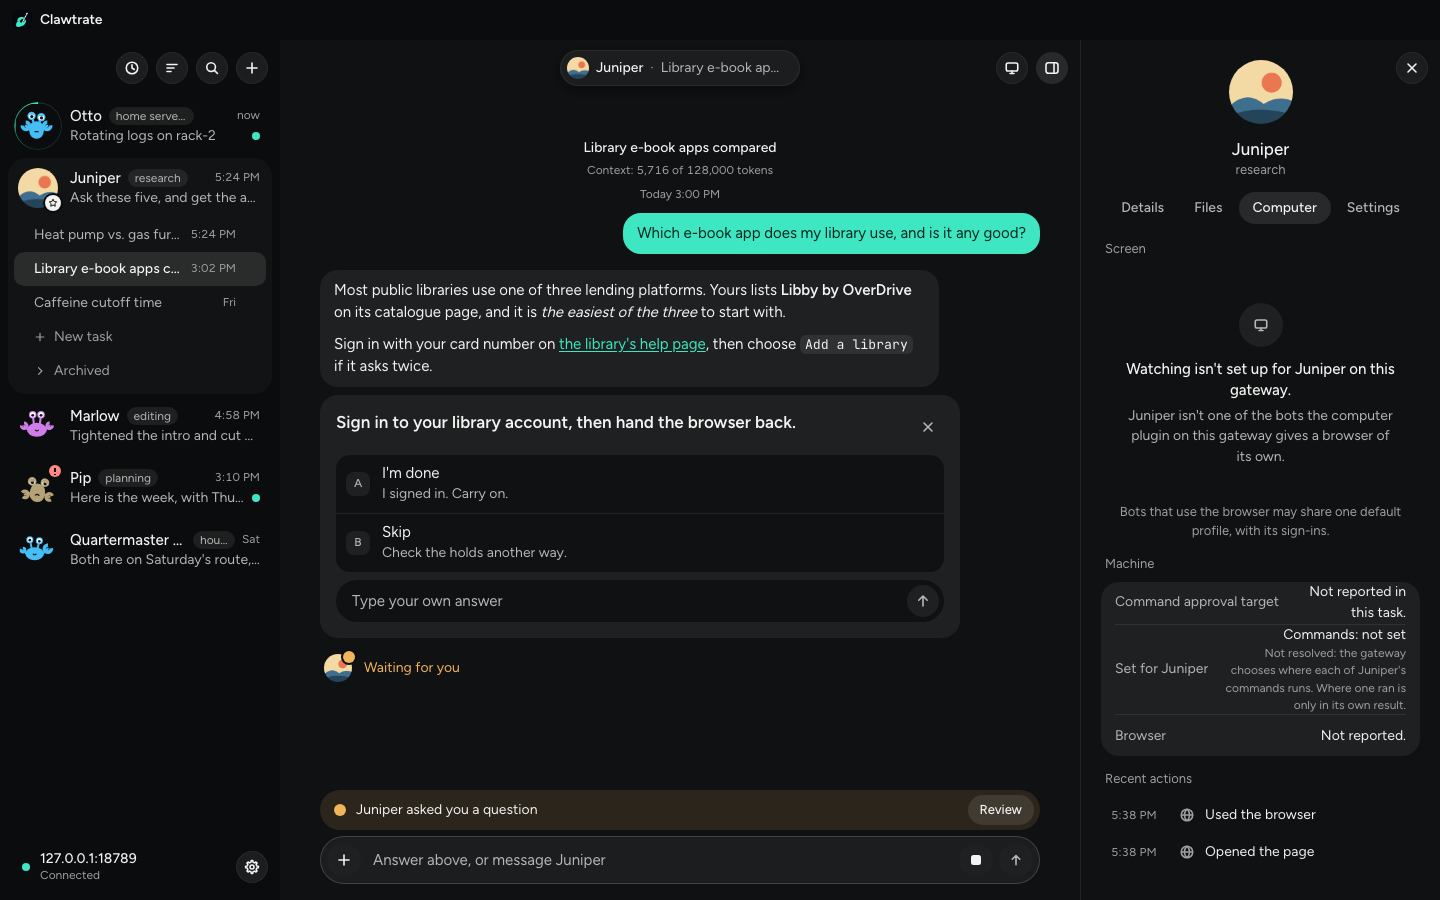 Clawtrate
Otto home serve... now
Rotating logs on rack-2
Juniper research 5:24 PM
Ask these five, and get the a...
Heat pump vs. gas fur... 5:24 PM
Library e-book apps c... 3:02 PM
Caffeine cutoff time Fri
New task
Archived
Marlow editing 4:58 PM
Tightened the intro and cut ...
Pip planning 3:10 PM
Here is the week, with Thu...
Quartermaster ... hou... Sat
Both are on Saturday's route,...
127.0.0.1:18789
Connected
Juniper · Library e-book ap...
Library e-book apps compared
Context: 5,716 of 128,000 tokens
Today 3:00 PM
Which e-book app does my library use, and is it any good?
Most public libraries use one of three lending platforms. Yours lists Libby by OverDrive
on its catalogue page, and it is the easiest of the three to start with.
Sign in with your card number on the library's help page, then choose Add a library
if it asks twice.
Sign in to your library account, then hand the browser back.
A I'm done
I signed in. Carry on.
B Skip
Check the holds another way.
Type your own answer
Waiting for you
Juniper asked you a question Review
Answer above, or message Juniper
Juniper
research
Details Files Computer Settings
Screen
Watching isn't set up for Juniper on this
gateway.
Juniper isn't one of the bots the computer
plugin on this gateway gives a browser of
its own.
Bots that use the browser may share one default
profile, with its sign-ins.
Machine
Command approval target Not reported in
this task.
Commands: not set
Set for Juniper Not resolved: the gateway
chooses where each of Juniper's
commands runs. Where one ran is
only in its own result.
Browser Not reported.
Recent actions
5:38 PM Used the browser
5:38 PM Opened the page